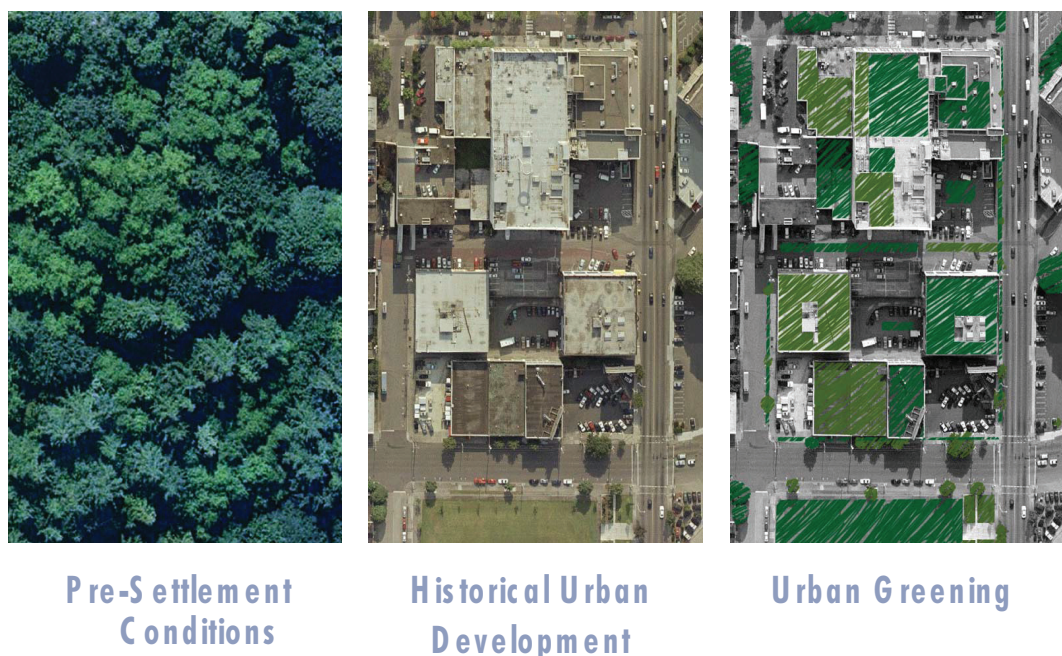 Pre-Settlement
Conditions
Historical Urban
Development
Urban Greening